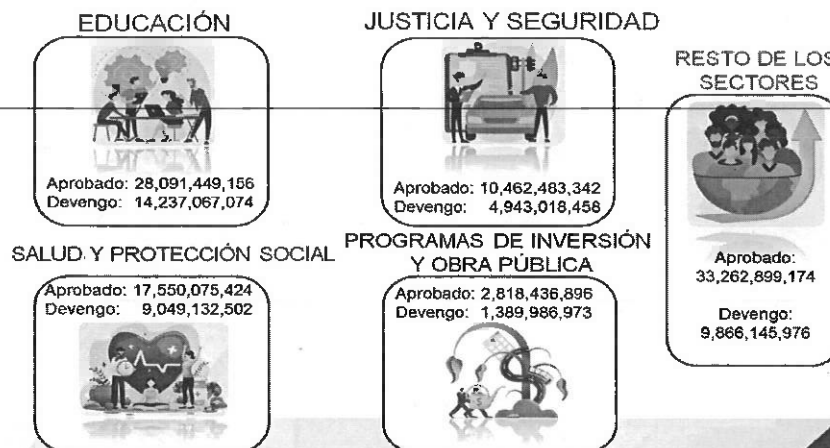 EDUCACIÓN
Aprobado: 28,091,449,156
Devengo: 14,237,067,074
JUSTICIA Y SEGURIDAD
Aprobado: 10,462,483,342
Devengo: 4,943,018,458
RESTO DE LOS
SECTORES
Aprobado:
33,262,899,174
Devengo:
9,866,145,976
SALUD Y PROTECCIÓN SOCIAL
Aprobado: 17,550,075,424
Devengo: 9,049,132,502
PROGRAMAS DE INVERSIÓN
Y OBRA PÚBLICA
Aprobado: 2,818,436,896
Devengo: 1,389,986,973